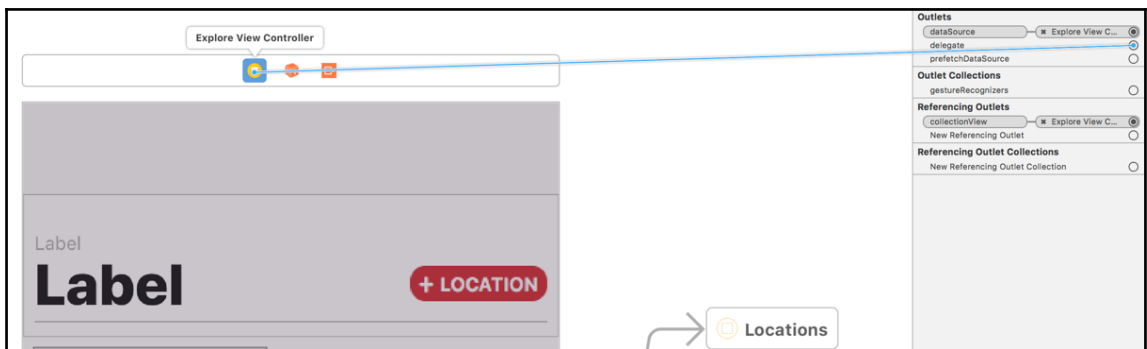 Explore View Controller
Label
Label
+ LOCATION
Locations
Outlets
dataSource
Explore View C...
delegate
prefetchDataSource
Outlet Collections
gestureRecognizers
Referencing Outlets
collectionView
Explore View C...
New Referencing Outlet
Referencing Outlet Collections
New Referencing Outlet Collection